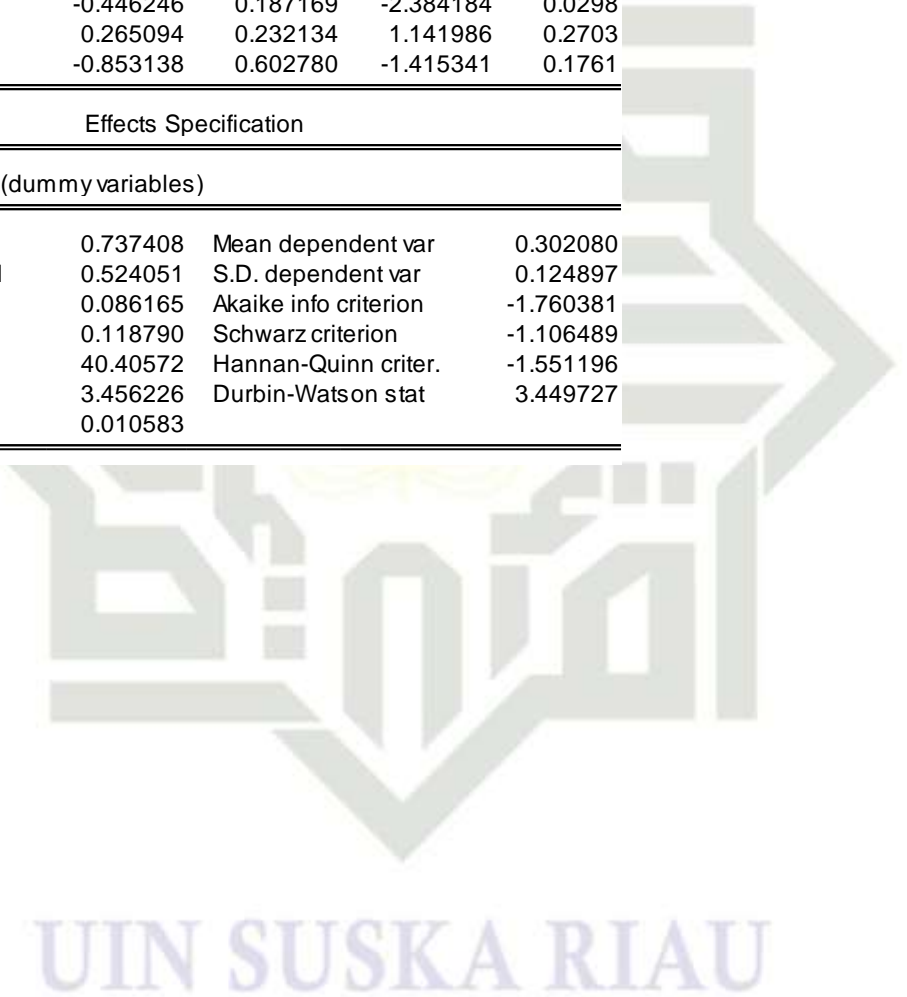 -0.446246 0.187169 -2.384184 0.0298
0.265094 0.232134 1.141986 0.2703
-0.853138 0.602780 -1.415341 0.1761
Effects Specification
(dummy variables)
0.737408 Mean dependent var 0.302080
0.524051 S.D. dependent var 0.124897
0.086165 Akaike info criterion -1.760381
0.118790 Schwarz criterion -1.106489
40.40572 Hannan-Quinn criter. -1.551196
3.456226 Durbin-Watson stat 3.449727
0.010583
UIN SUSKA RIAU